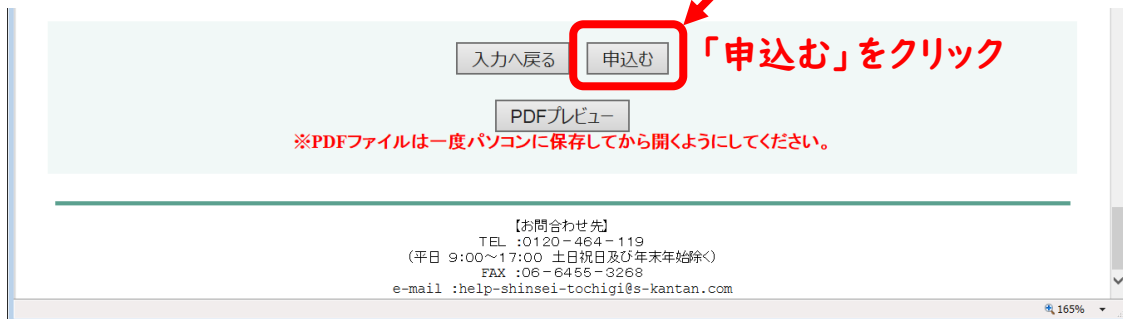 入力へ戻る 申込む 「申込む」をクリック
PDFプレビュー
※PDFファイルは一度パソコンに保存してから開くようにしてください。
【お問合わせ先】
TEL :0120-464-119
(平日 9:00~17:00 土日祝日及び年末年始除く)
FAX :06-6455-3268
e-mail :help-shinsei-tochigi@s-kantan.com
165%